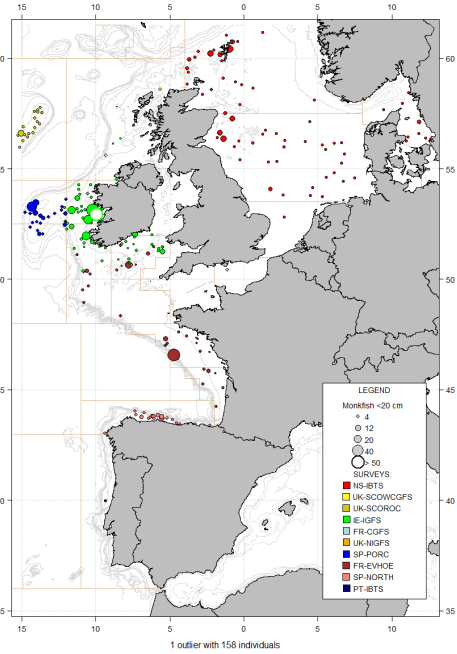 15 10 5 0 5 10
60 60
55 55
50 50
45 45
40 40
35 35
LEGEND
Monkfish <20 cm
4
12
20
40
> 50
SURVEYS:
NS-IBTS
UK-SCOWCGFS
UK-SCOROC
IE-IGFS
FR-CGFS
UK-NIGFS
SP-PORC
FR-EVHOE
SP-NORTH
PT-IBTS
15 10 5 0 5 10
1 outlier with 158 individuals